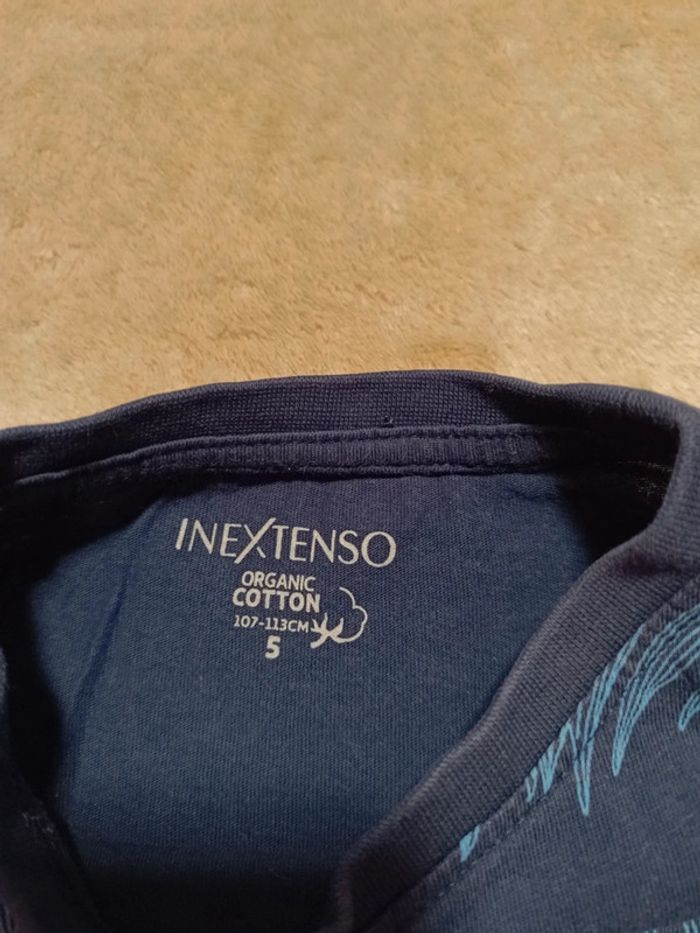 INEXTENSO
ORGANIC
COTTON
107-113CM
5